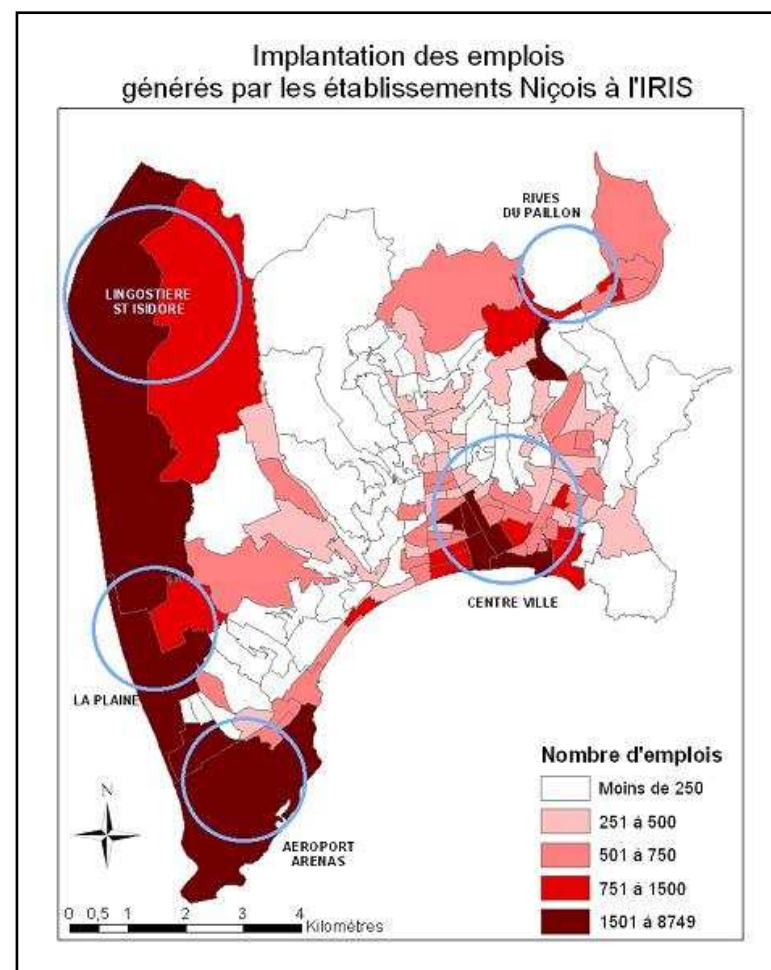 Implantation des emplois
générés par les établissements Niçois à l'IRIS
RIVES
DU PAILLON
LINGOSTIERE
ST ISIDORE
CENTRE VILLE
LA PLAINE
AEROPORT
ARENAS
N
0 0,5 1 2 3 4
Kilomètres
Nombre d'emplois
Moins de 250
251 à 500
501 à 750
751 à 1500
1501 à 8749